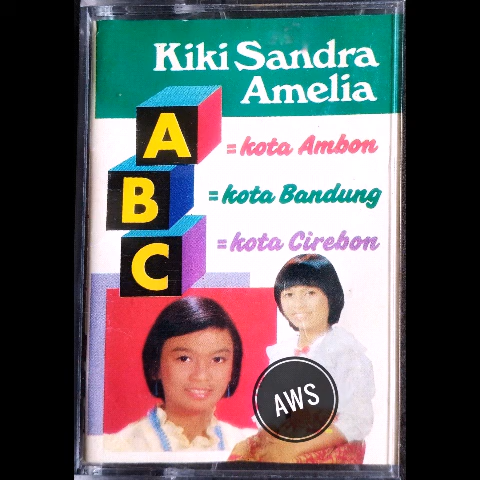 Kiki Sandra
Amelia
A = kota Ambon
B = kota Bandung
C = kota Cirebon
AWS